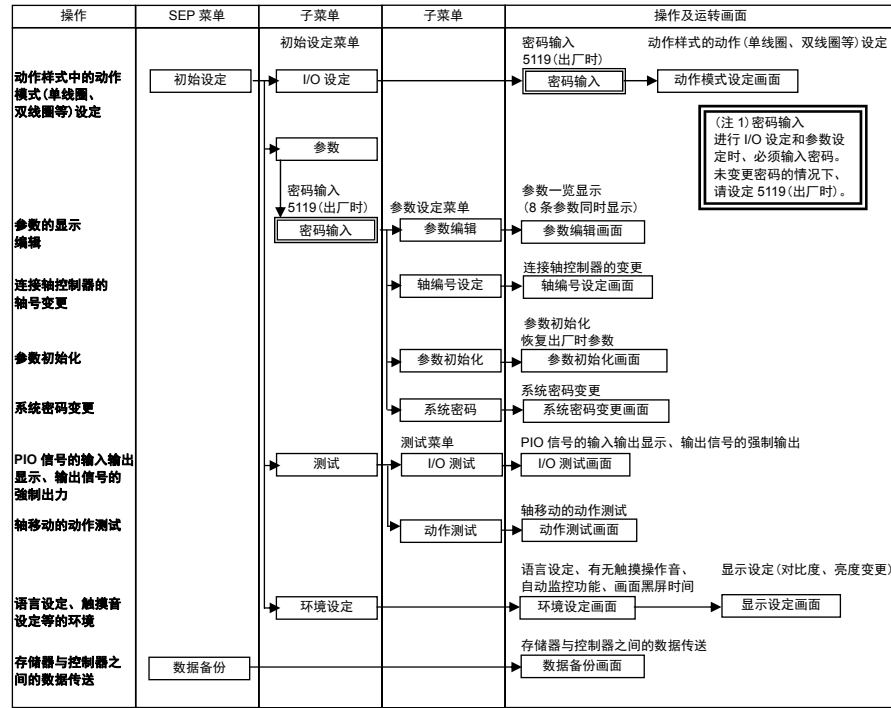 操作
SEP 菜单
子菜单
子菜单
操作及运转画面
初始设定菜单
密码输入
5119(出厂时)
动作样式的动作(单线圈、双线圈等)设定
动作样式中的动作
模式(单线圈、
双线圈等)设定
初始设定
I/O 设定
密码输入
动作模式设定画面
(注 1)密码输入
进行 I/O 设定和参数设
定时、必须输入密码。
未变更密码的情况下、
请设定 5119(出厂时)。
参数
密码输入
5119(出厂时)
参数设定菜单
参数一览显示
(8 条参数同时显示)
参数的显示
编辑
密码输入
参数编辑
参数编辑画面
连接轴控制器的
轴号变更
连接轴控制器的变更
轴编号设定
轴编号设定画面
参数初始化
恢复出厂时参数
参数初始化
参数初始化
参数初始化画面
系统密码变更
系统密码变更
系统密码
系统密码变更画面
测试菜单
PIO 信号的输入输出显示、输出信号的强制输出
PIO 信号的输入输出
显示、输出信号的
強制出力
测试
I/O 测试
I/O 测试画面
轴移动的动作测试
轴移动的动作测试
动作测试
动作测试画面
语言设定、有无触摸操作音、
自动监控功能、画面黑屏时间
显示设定(对比度、亮度变更)
语言设定、触摸音
设定等的环境
环境设定
环境设定画面
显示设定画面
存储器与控制器之
间的数据传送
存储器与控制器之间的数据传送
数据备份
数据备份画面